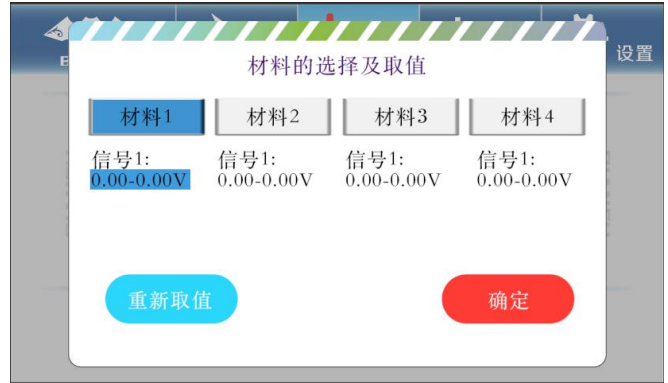 设置
材料的选择及取值
材料1 材料2 材料3 材料4
信号1: 信号1: 信号1: 信号1:
0.00-0.00V 0.00-0.00V 0.00-0.00V 0.00-0.00V
重新取值 确定